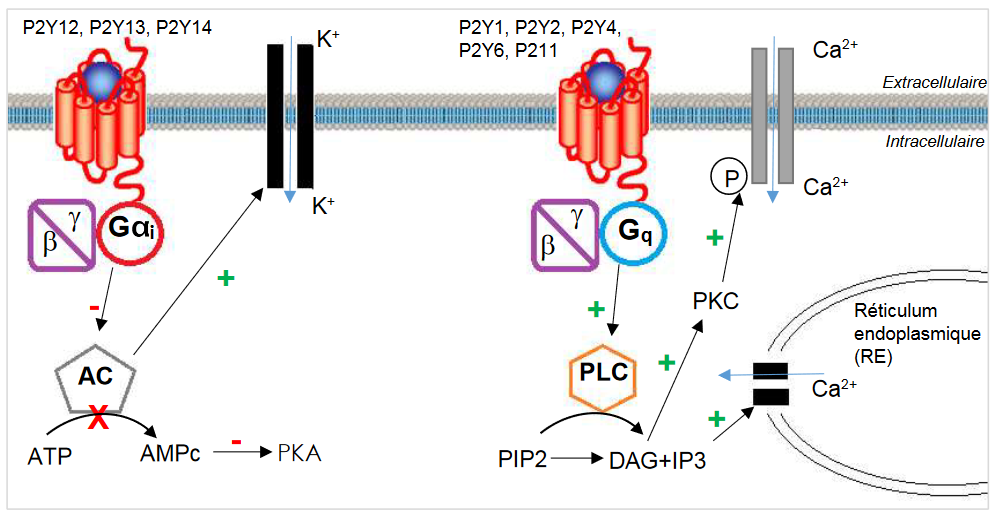 P2Y12, P2Y13, P2Y14
K+
P2Y1, P2Y2, P2Y4,
P2Y6, P211
Ca2+
Extracellulaire
Intracellulaire
P
Ca2+
K+
γ
β
Gαi
γ
β
Gq
+
+
-
+
PKC
Réticulum
endoplasmique
(RE)
AC
PLC
+
Ca2+
X
+
ATP
AMPc
-
PKA
PIP2
DAG+IP3